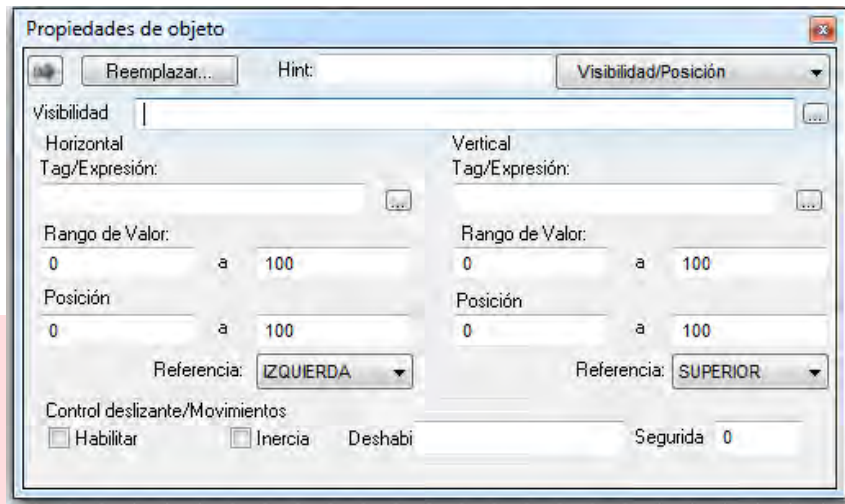 Propiedades de objeto
Reemplazar... Hint: Visibilidad/Posición
Visibilidad ...
Horizontal Vertical
Tag/Expresión: Tag/Expresión:
... ...
Rango de Valor: Rango de Valor:
0 a 100 0 a 100
Posición Posición
0 a 100 0 a 100
Referencia: IZQUIERDA Referencia: SUPERIOR
Control deslizante/Movimientos
Habilitar Inercia Deshabi Segurida 0